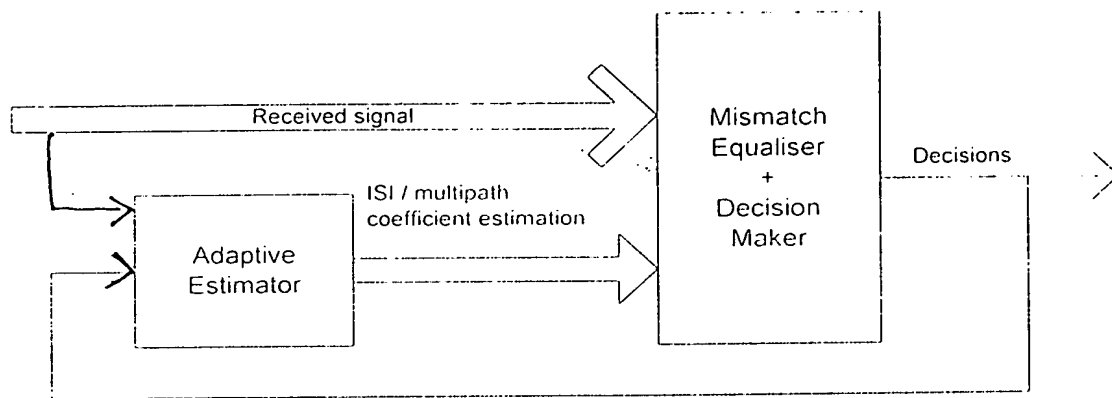 Received signal
Mismatch
Equaliser
+
Decision
Maker
Decisions
ISI / multipath
coefficient estimation
Adaptive
Estimator